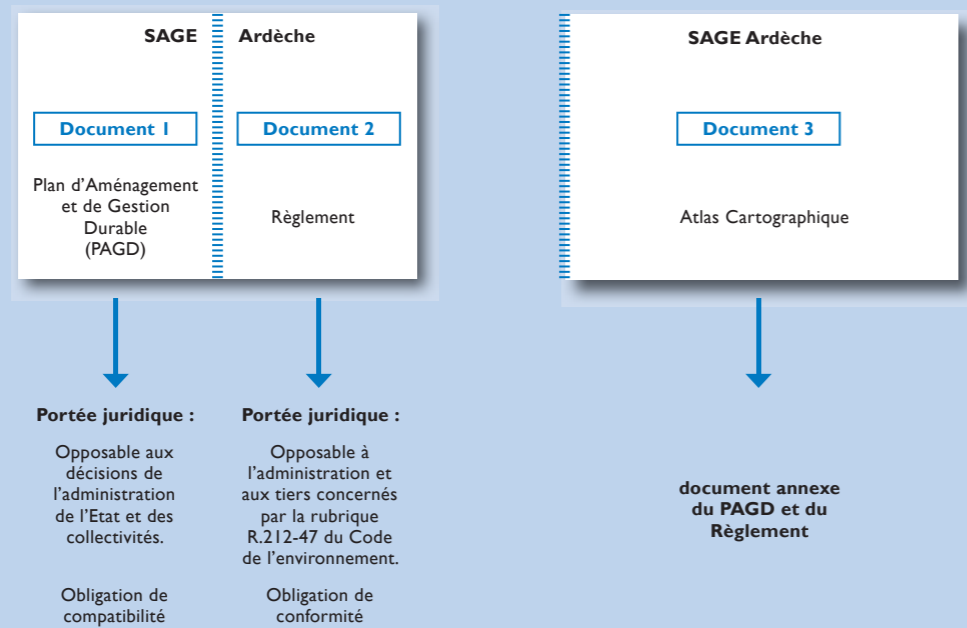 SAGE Ardèche
Document 1
Plan d'Aménagement
et de Gestion
Durable
(PAGD)
Document 2
Règlement
SAGE Ardèche
Document 3
Atlas Cartographique
Portée juridique :
Opposable aux
décisions de
l'administration
de l'Etat et des
collectivités.
Obligation de
compatibilité
Portée juridique :
Opposable à
l'administration et
aux tiers concernés
par la rubrique
R.212-47 du Code
de l'environnement.
Obligation de
conformité
document annexe
du PAGD et du
Règlement